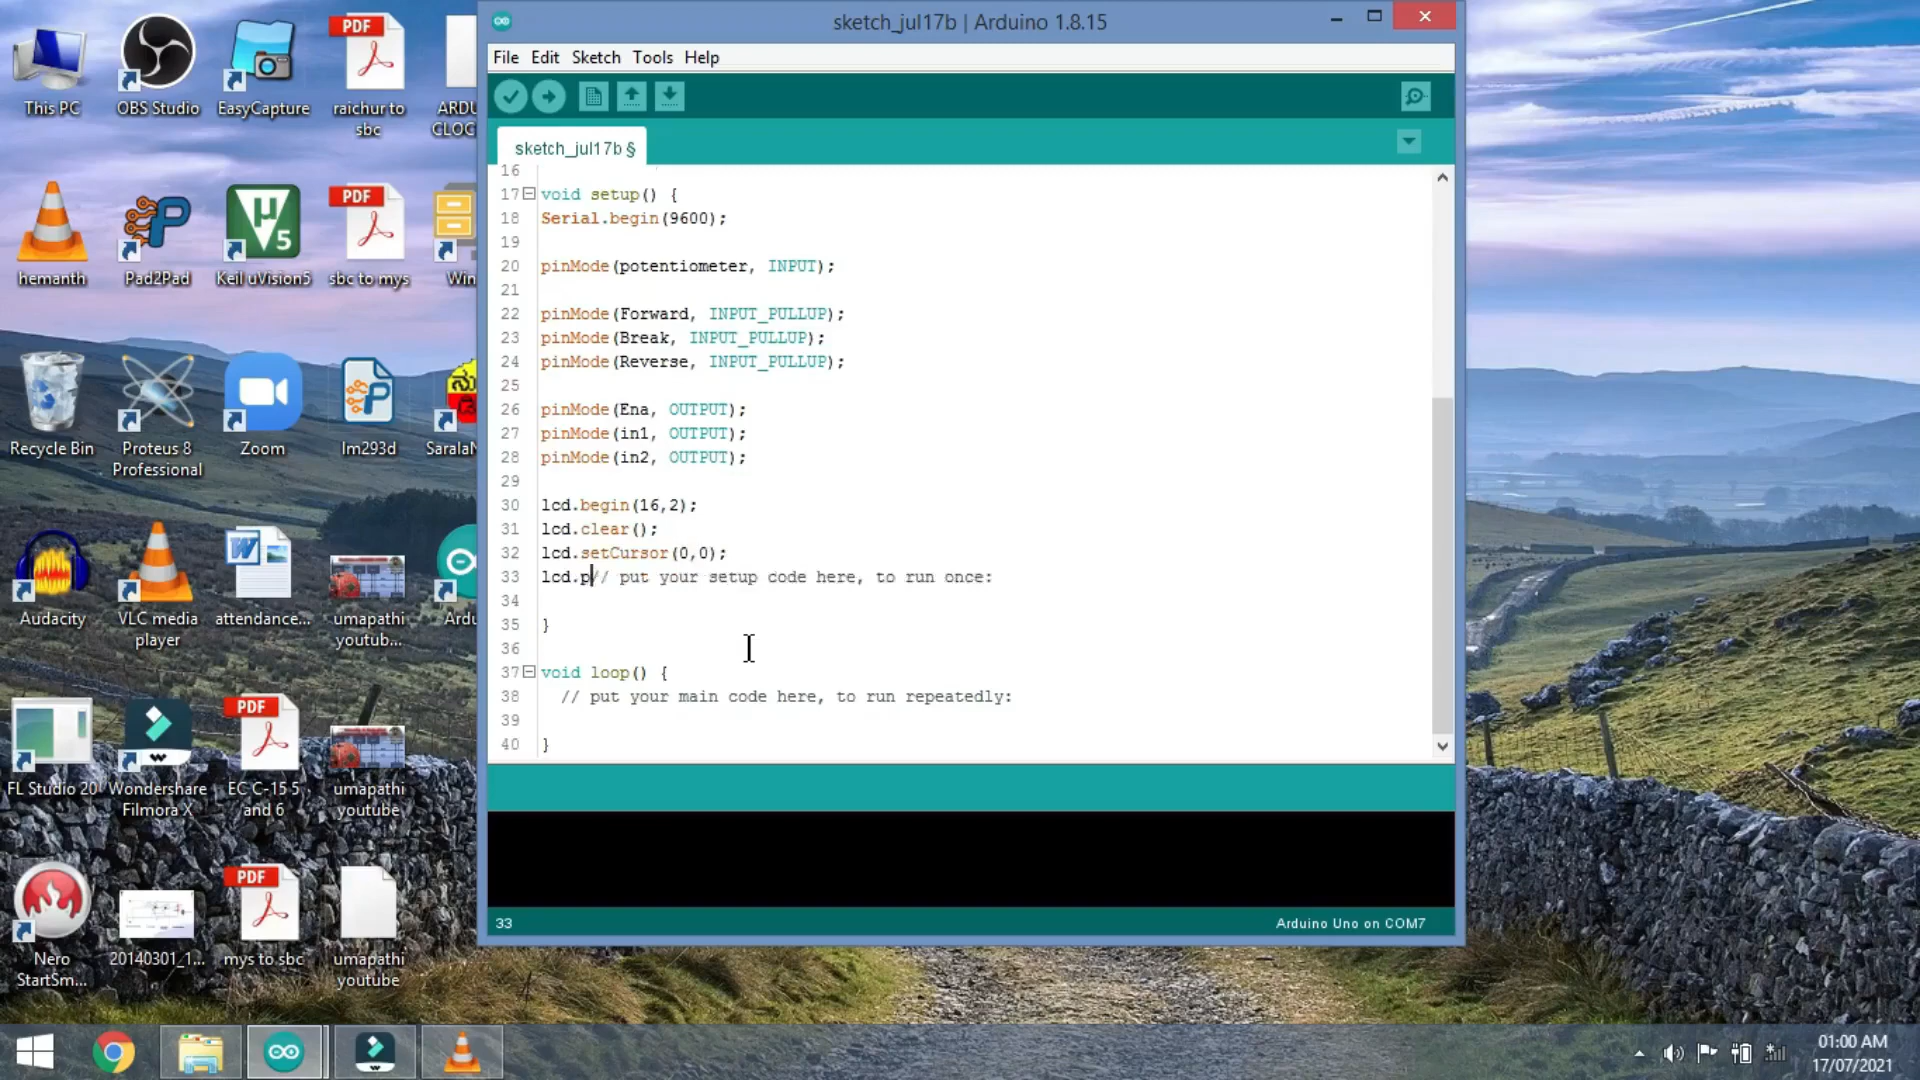 sketch_jul17b | Arduino 1.8.15
File Edit Sketch Tools Help
sketch_jul17b §
16
17 void setup() {
18 Serial.begin(9600);
19
20 pinMode(potentiometer, INPUT);
21
22 pinMode(Forward, INPUT_PULLUP);
23 pinMode(Break, INPUT_PULLUP);
24 pinMode(Reverse, INPUT_PULLUP);
25
26 pinMode(Ena, OUTPUT);
27 pinMode(in1, OUTPUT);
28 pinMode(in2, OUTPUT);
29
30 lcd.begin(16,2);
31 lcd.clear();
32 lcd.setCursor(0,0);
33 lcd.p// put your setup code here, to run once:
34
35 }
36
37 void loop() {
38 // put your main code here, to run repeatedly:
39
40 }
33
Arduino Uno on COM7
This PC
OBS Studio
EasyCapture
PDF
raichur to
sbc
ARDU
CLOC
hemanth
Pad2Pad
µV
5
Keil uVision5
PDF
sbc to mys
Win
Recycle Bin
Proteus 8
Professional
Zoom
lm293d
SaralaN
Audacity
VLC media
player
attendance...
umapathi
youtub...
Ardu
FL Studio 20
Wondershare
Filmora X
PDF
EC C-15 5
and 6
umapathi
youtube
Nero
StartSm...
20140301_1...
PDF
mys to sbc
umapathi
youtube
01:00 AM
17/07/2021